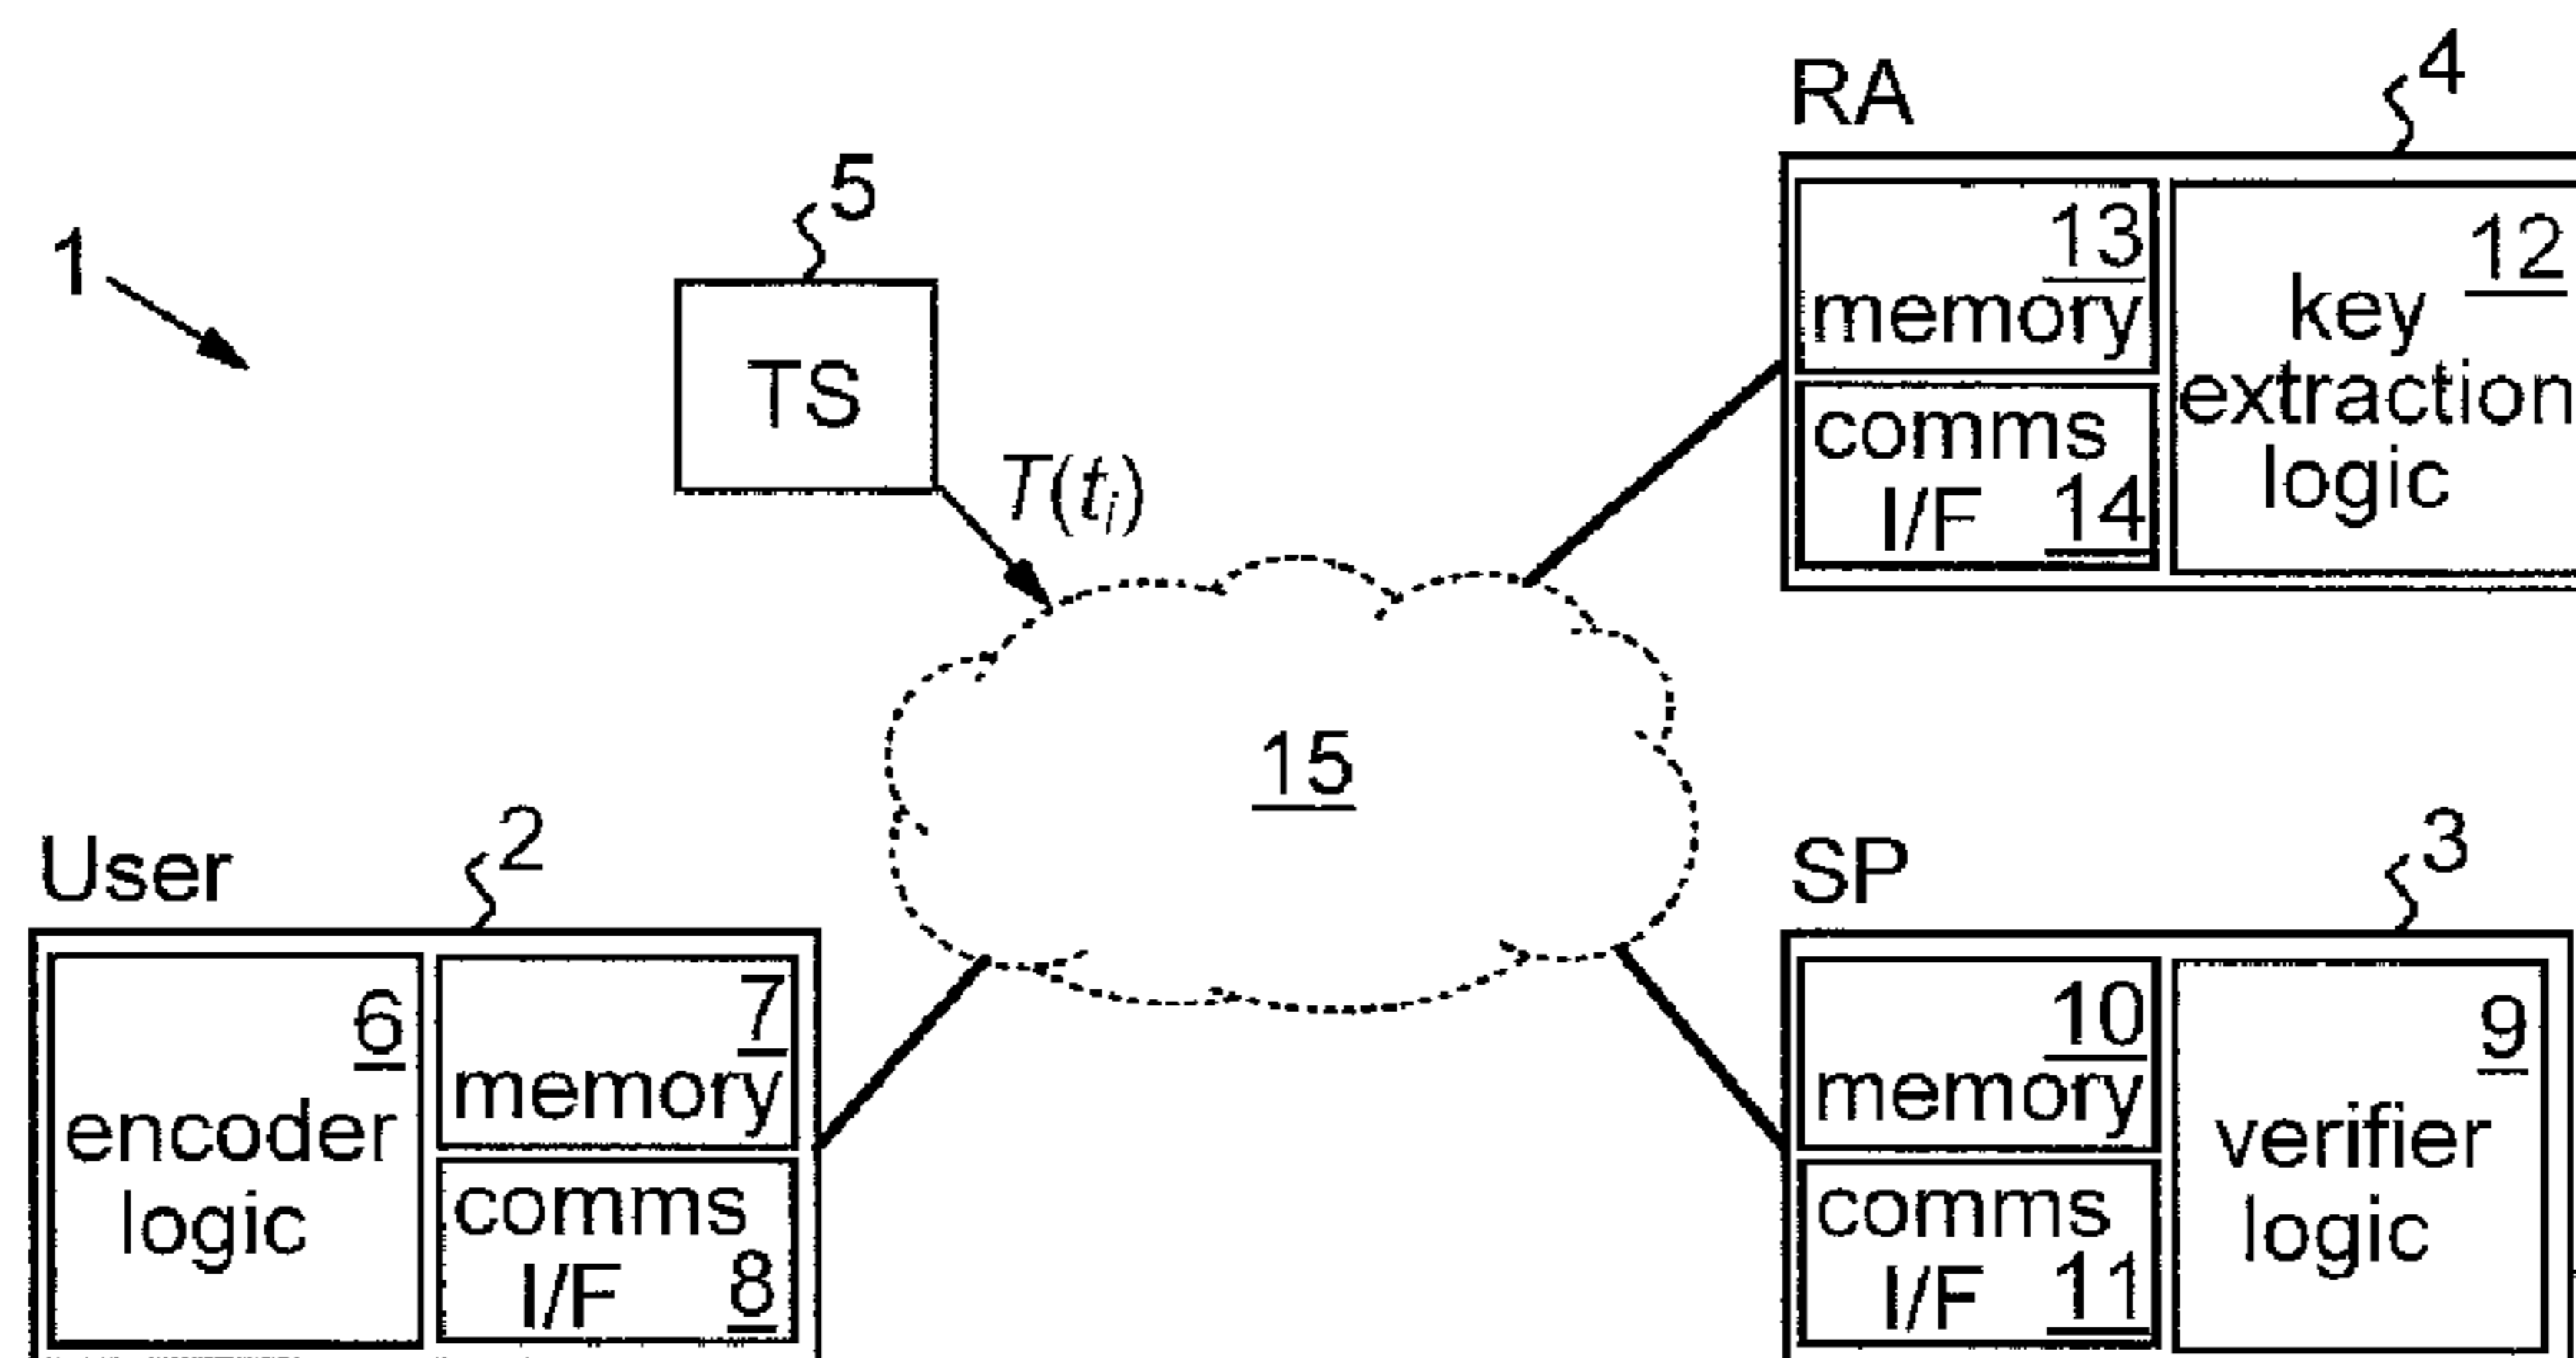 1
5
TS
T(ti)
RA
4
13
memory
comms
I/F 14
12
key
extraction
logic
15
User
2
6
encoder
logic
7
memory
comms
I/F 8
SP
3
10
memory
comms
I/F 11
9
verifier
logic